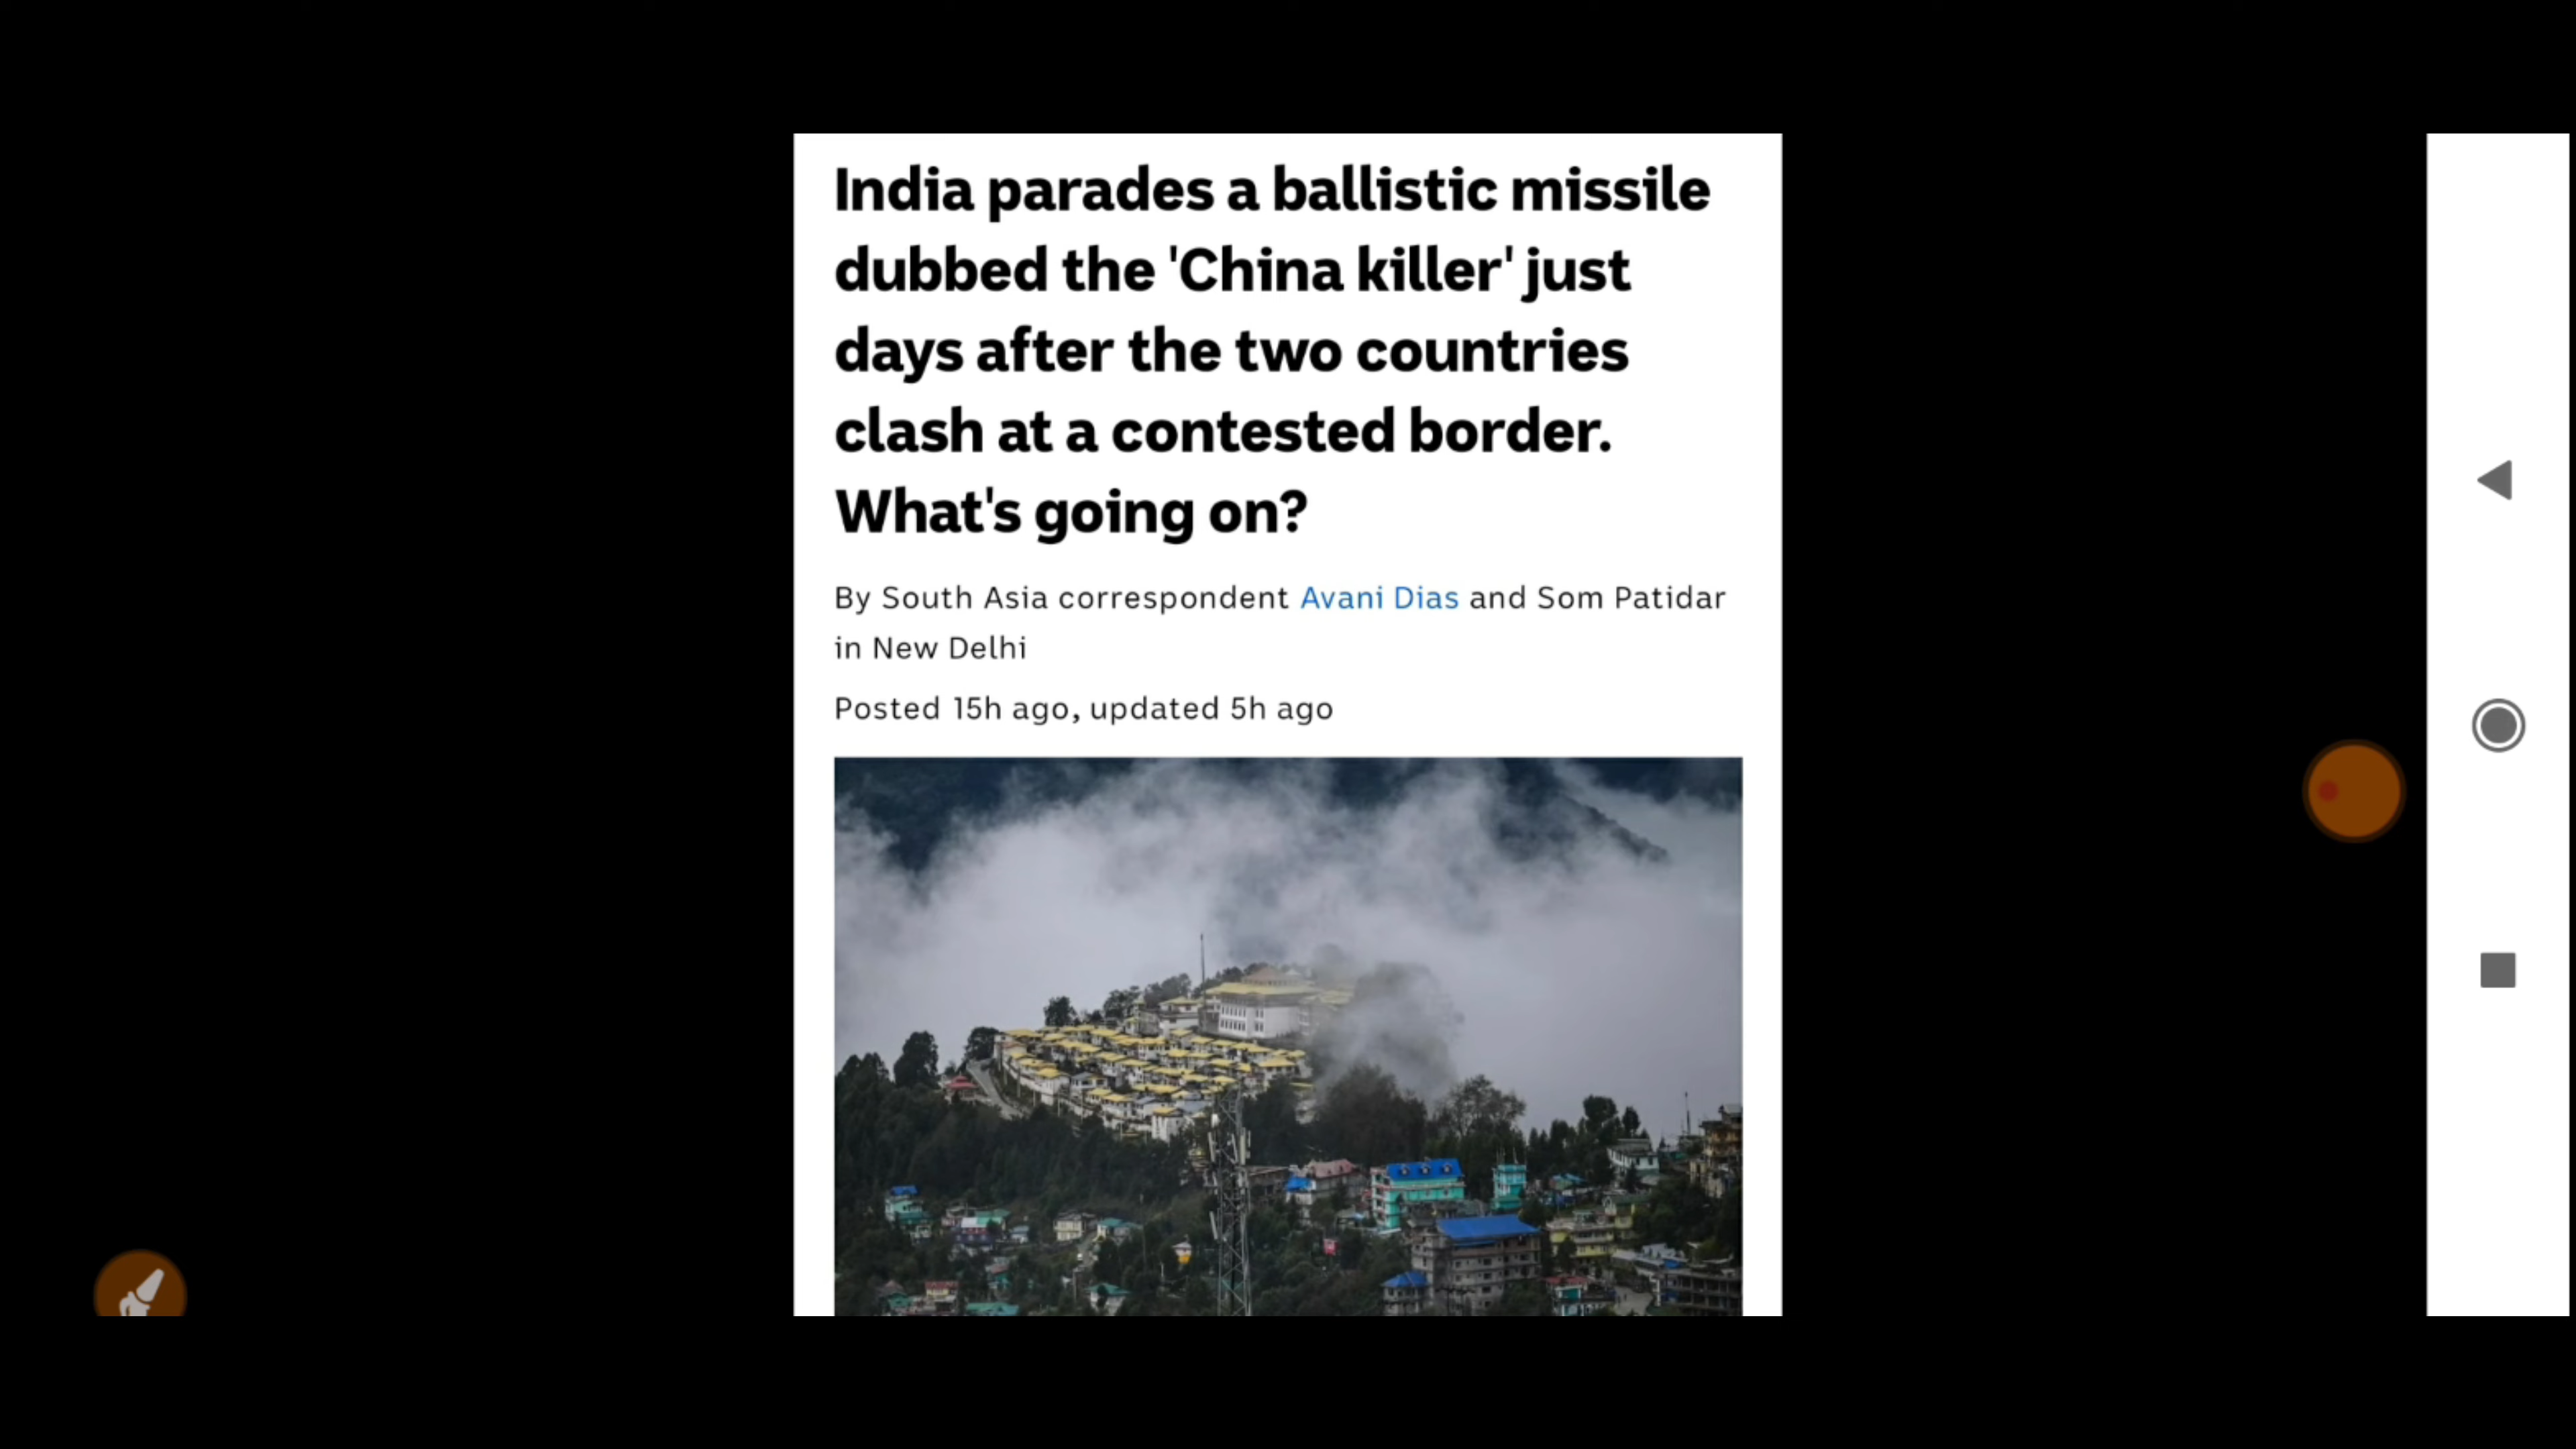 India parades a ballistic missile
dubbed the 'China killer' just
days after the two countries
clash at a contested border.
What's going on?
By South Asia correspondent Avani Dias and Som Patidar
in New Delhi
Posted 15h ago, updated 5h ago